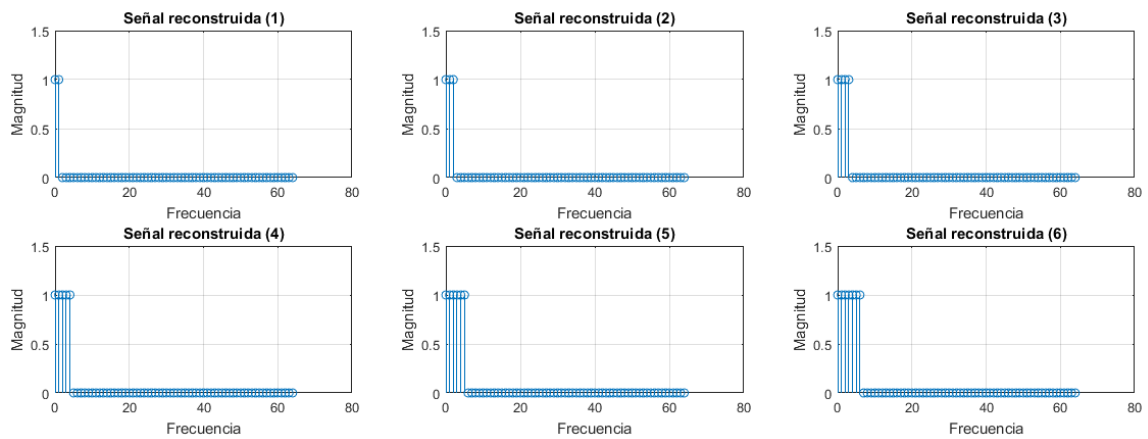 Señal reconstruida (1)
1.5
1
0.5
0
0 20 40 60 80
Magnitud
Frecuencia
Señal reconstruida (2)
1.5
1
0.5
0
0 20 40 60 80
Magnitud
Frecuencia
Señal reconstruida (3)
1.5
1
0.5
0
0 20 40 60 80
Magnitud
Frecuencia
Señal reconstruida (4)
1.5
1
0.5
0
0 20 40 60 80
Magnitud
Frecuencia
Señal reconstruida (5)
1.5
1
0.5
0
0 20 40 60 80
Magnitud
Frecuencia
Señal reconstruida (6)
1.5
1
0.5
0
0 20 40 60 80
Magnitud
Frecuencia